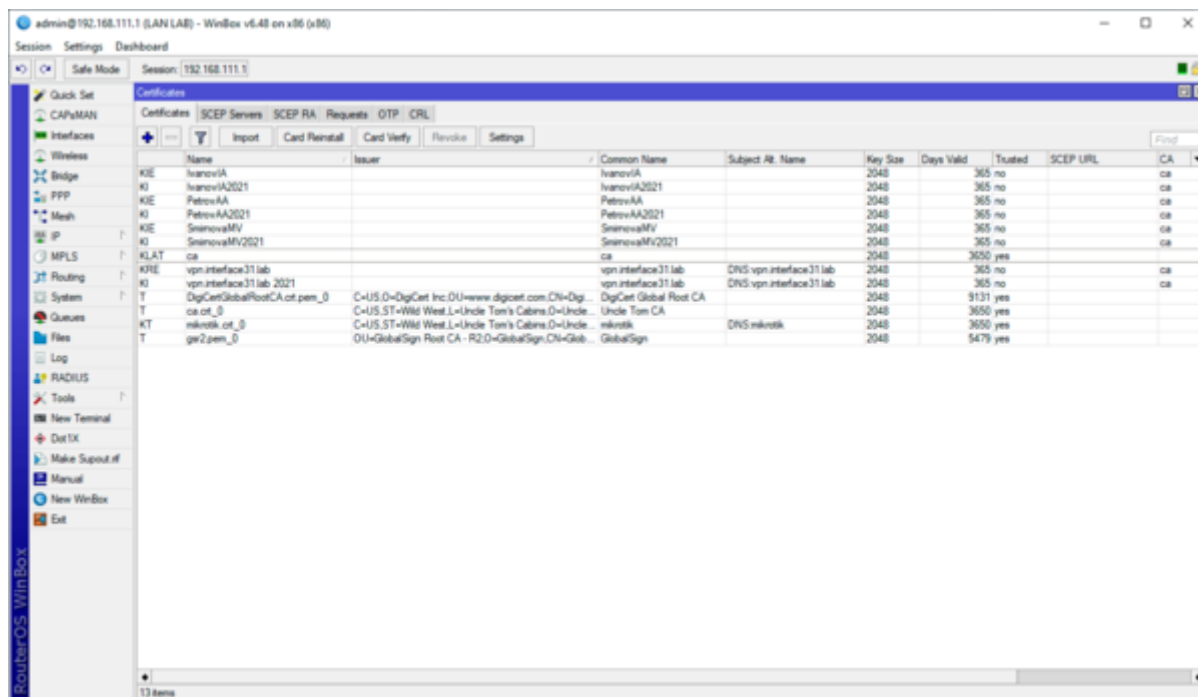 admin@192.168.111.1 (LAN LAB) - WinBox v6.48 on x86 (x86)
Session Settings Dashboard
Safe Mode Session: 192.168.111.1
Quick Set
CAPsMAN
Interfaces
Wireless
Bridge
PPP
Mesh
IP
MPLS
Routing
System
Queues
Files
Log
RADIUS
Tools
New Terminal
Dot1X
Make Supout.rif
Manual
New WinBox
Exit
RouterOS WinBox
Certificates
Certificates SCEP Servers SCEP RA Requests OTP CRL
Import Card Reinstall Card Verify Revoke Settings Find
Name Issuer Common Name Subject Alt. Name Key Size Days Valid Trusted SCEP URL CA
KIE IvanovIA IvanovIA 2048 365 no ca
KI IvanovIA2021 IvanovIA2021 2048 365 no ca
KIE PetrovAA PetrovAA 2048 365 no ca
KI PetrovAA2021 PetrovAA2021 2048 365 no ca
KIE SmirnovaMV SmirnovaMV 2048 365 no ca
KI SmirnovaMV2021 SmirnovaMV2021 2048 365 no ca
KLAT ca ca 2048 3650 yes
KRE vpn.interface31.lab vpn.interface31.lab DNS:vpn.interface31.lab 2048 365 no ca
KI vpn.interface31.lab 2021 vpn.interface31.lab DNS:vpn.interface31.lab 2048 365 no ca
T DigiCertGlobalRootCA.crt.pem_0 C=US,O=DigiCert Inc,OU=www.digicert.com,CN=Digi... DigiCert Global Root CA 2048 9131 yes
T ca.crt_0 C=US,ST=Wild West,L=Uncle Tom's Cabins,O=Uncle... Uncle Tom CA 2048 3650 yes
KT mikrotik.crt_0 C=US,ST=Wild West,L=Uncle Tom's Cabins,O=Uncle... mikrotik DNS:mikrotik 2048 3650 yes
T gsr2.pem_0 OU=GlobalSign Root CA - R2,O=GlobalSign,CN=Glob... GlobalSign 2048 5479 yes
13 items